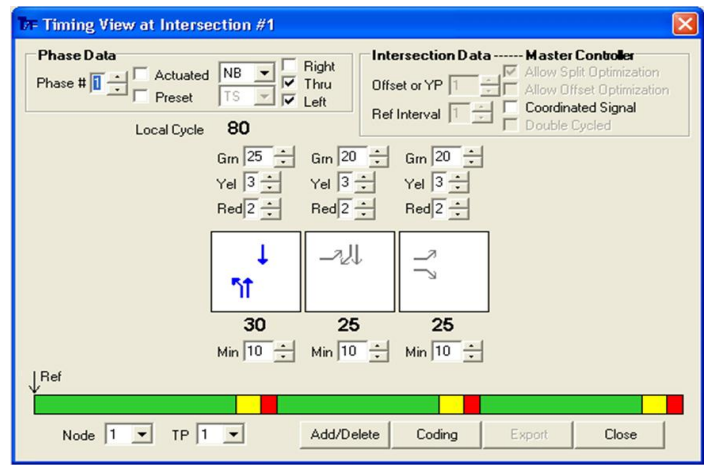 T7F Timing View at Intersection #1
Phase Data
Intersection Data ------ Master Controller
Phase # 1
Actuated
NB
Right
Thru
Left
Preset
TS
Offset or YP 1
Allow Split Optimization
Allow Offset Optimization
Ref Interval 1
Coordinated Signal
Double Cycled
Local Cycle 80
Grn 25 Grn 20 Grn 20
Yel 3 Yel 3 Yel 3
Red 2 Red 2 Red 2
30 25 25
Min 10 Min 10 Min 10
Ref
Node 1 TP 1 Add/Delete Coding Export Close